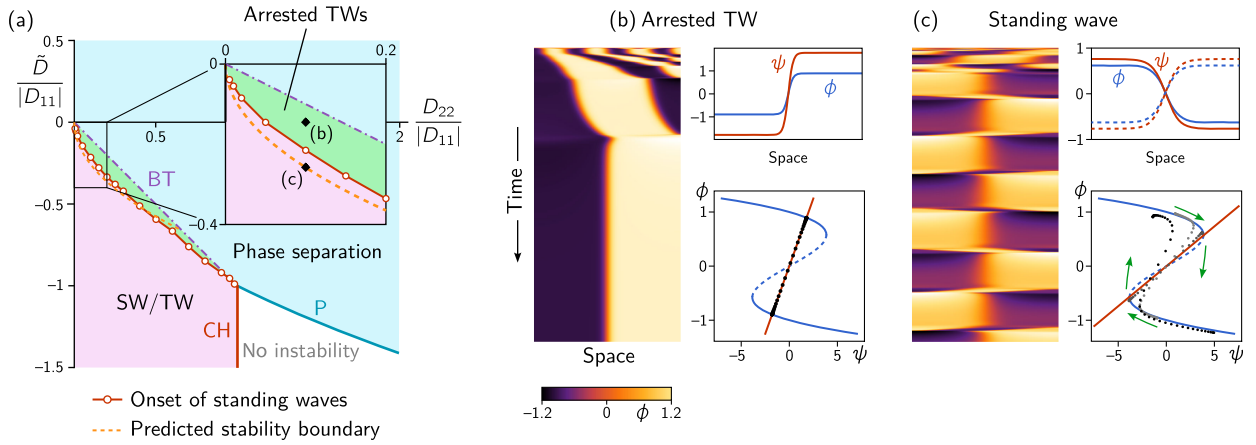 (a)
Arrested TWs
0.5
D̃
|D₁₁|
0
0
0.2
(b)
(c)
−0.4
0
0.5
2
D₂₂
|D₁₁|
BT
−0.5
Phase separation
−1
SW/TW
CH
P
No instability
−1.5
Onset of standing waves
Predicted stability boundary
(b) Arrested TW
Time
Space
−1.2
0
ϕ
1.2
ψ
ϕ
1
0
−1
Space
ϕ
1
0
−1
−5
0
5
ψ
(c) Standing wave
1
0
−1
ψ
ϕ
Space
ϕ
1
0
−1
−5
0
5
ψ